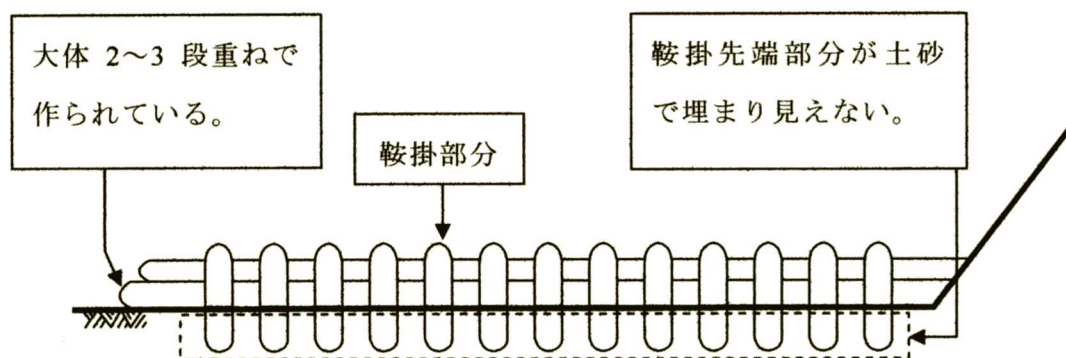 大体 2～3 段重ねで
作られている。
鞍掛部分
鞍掛先端部分が土砂
で埋まり見えない。